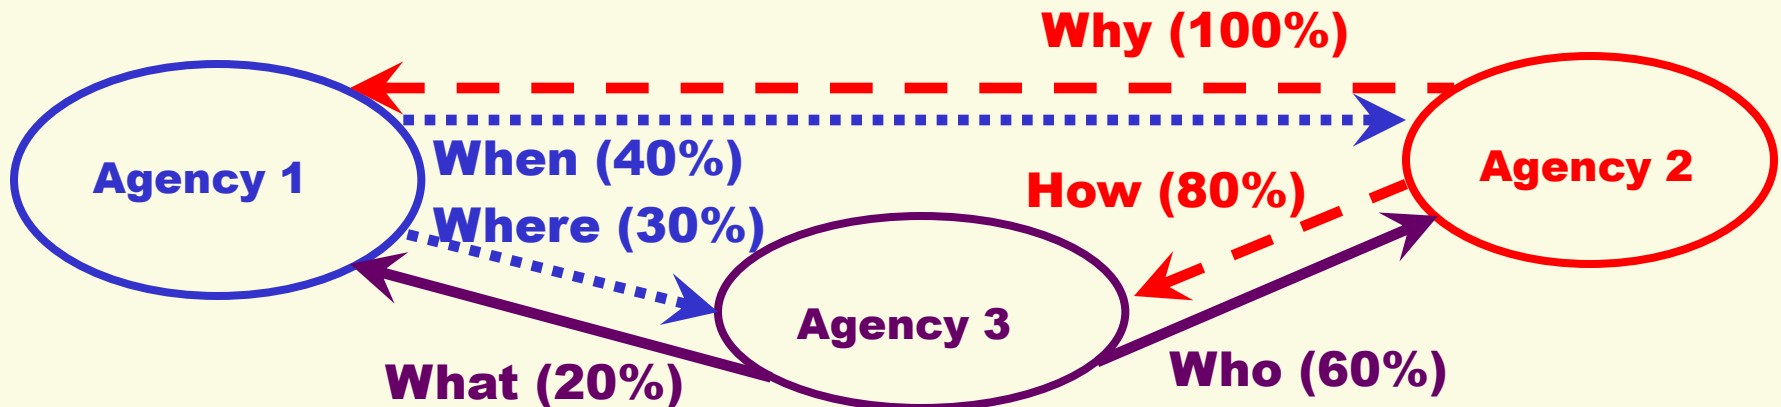 Why (100%)
When (40%)
Agency 1
Agency 2
How (80%)
Where (30%)
Agency 3
What (20%)
Who (60%)